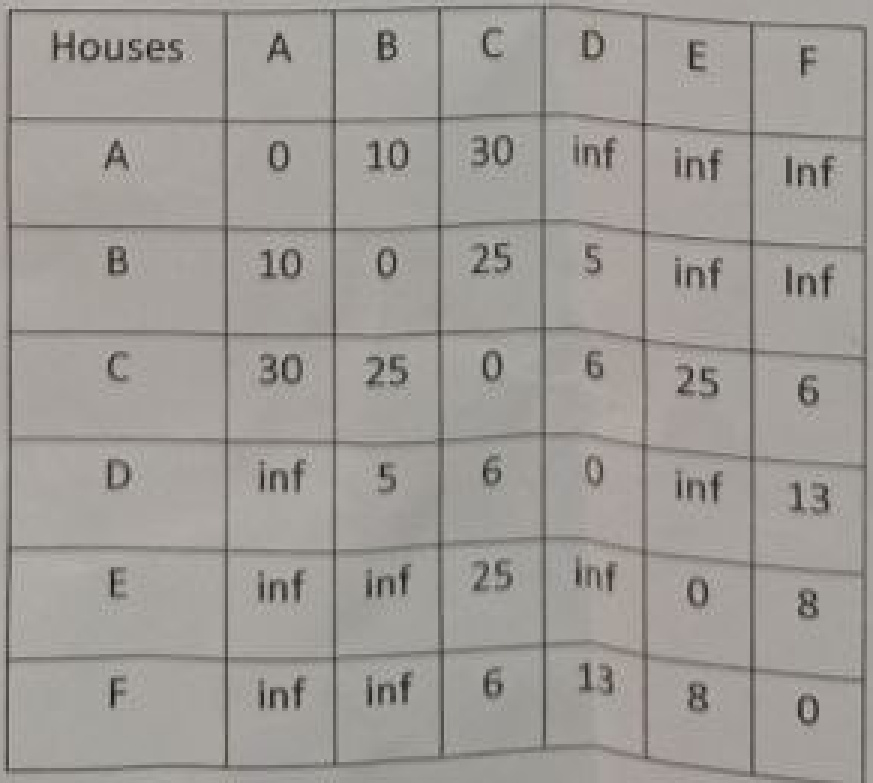 Houses A B C D E F
A 0 10 30 inf inf Inf
B 10 0 25 5 inf Inf
C 30 25 0 6 25 6
D inf 5 6 0 inf 13
E inf inf 25 inf 0 8
F inf inf 6 13 8 0